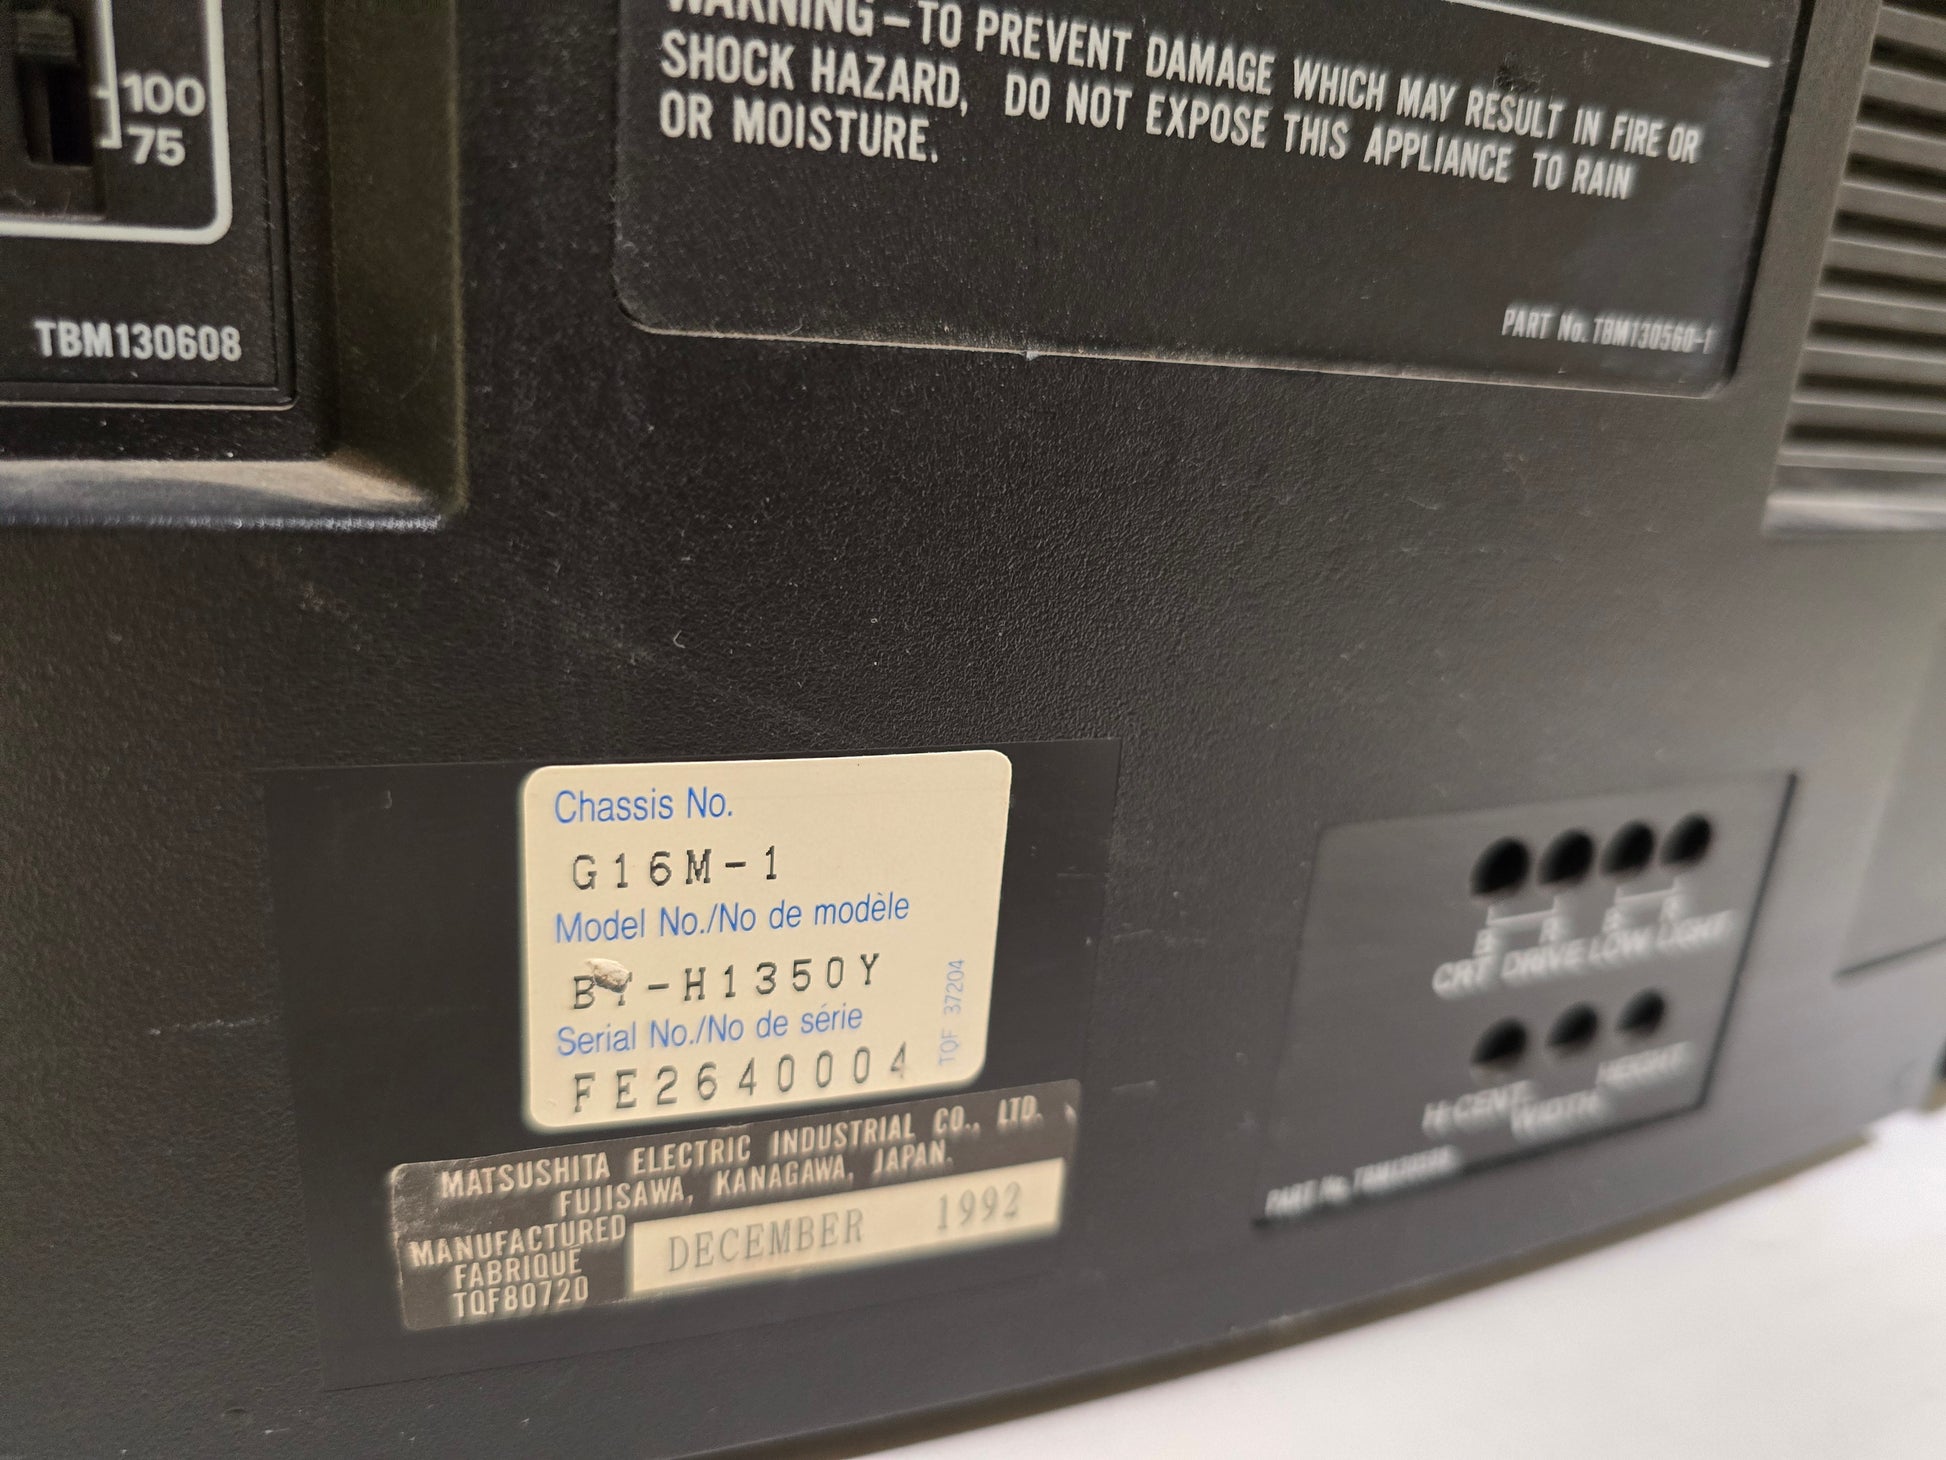 100
75
TBM130608
WARNING – TO PREVENT DAMAGE WHICH MAY RESULT IN FIRE OR
SHOCK HAZARD, DO NOT EXPOSE THIS APPLIANCE TO RAIN
OR MOISTURE.
PART No. TBM130560-1
Chassis No.
G16M-1
Model No./No de modèle
BT-H1350Y
Serial No./No de série
FE2640004
TQF 37204
MATSUSHITA ELECTRIC INDUSTRIAL CO., LTD.
FUJISAWA, KANAGAWA, JAPAN.
MANUFACTURED
FABRIQUE
TQF80720
DECEMBER 1992
B R B R
CRT DRIVE LOW LIGHT
H. CENT.
WIDTH
HEIGHT
PART No.